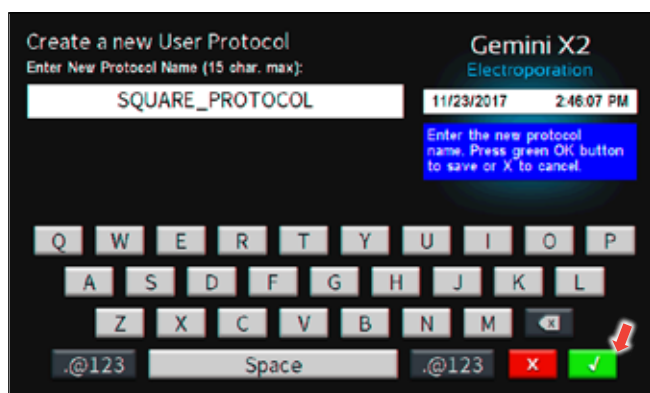 Create a new User Protocol
Enter New Protocol Name (15 char. max):
SQUARE_PROTOCOL
Gemini X2
Electroporation
11/23/2017 2:46:07 PM
Enter the new protocol
name. Press green OK button
to save or X to cancel.
Q W E R T Y U I O P
A S D F G H J K L
Z X C V B N M X
.@123 Space .@123 X √